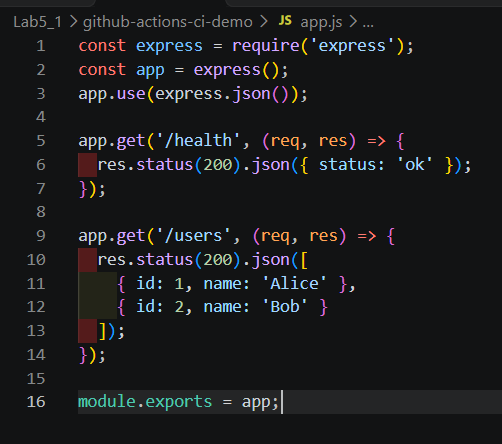 Lab5_1 > github-actions-ci-demo > JS app.js > ...
1 const express = require('express');
2 const app = express();
3 app.use(express.json());
4
5 app.get('/health', (req, res) => {
6   res.status(200).json({ status: 'ok' });
7 });
8
9 app.get('/users', (req, res) => {
10   res.status(200).json([
11     { id: 1, name: 'Alice' },
12     { id: 2, name: 'Bob' }
13   ]);
14 });
15
16 module.exports = app;